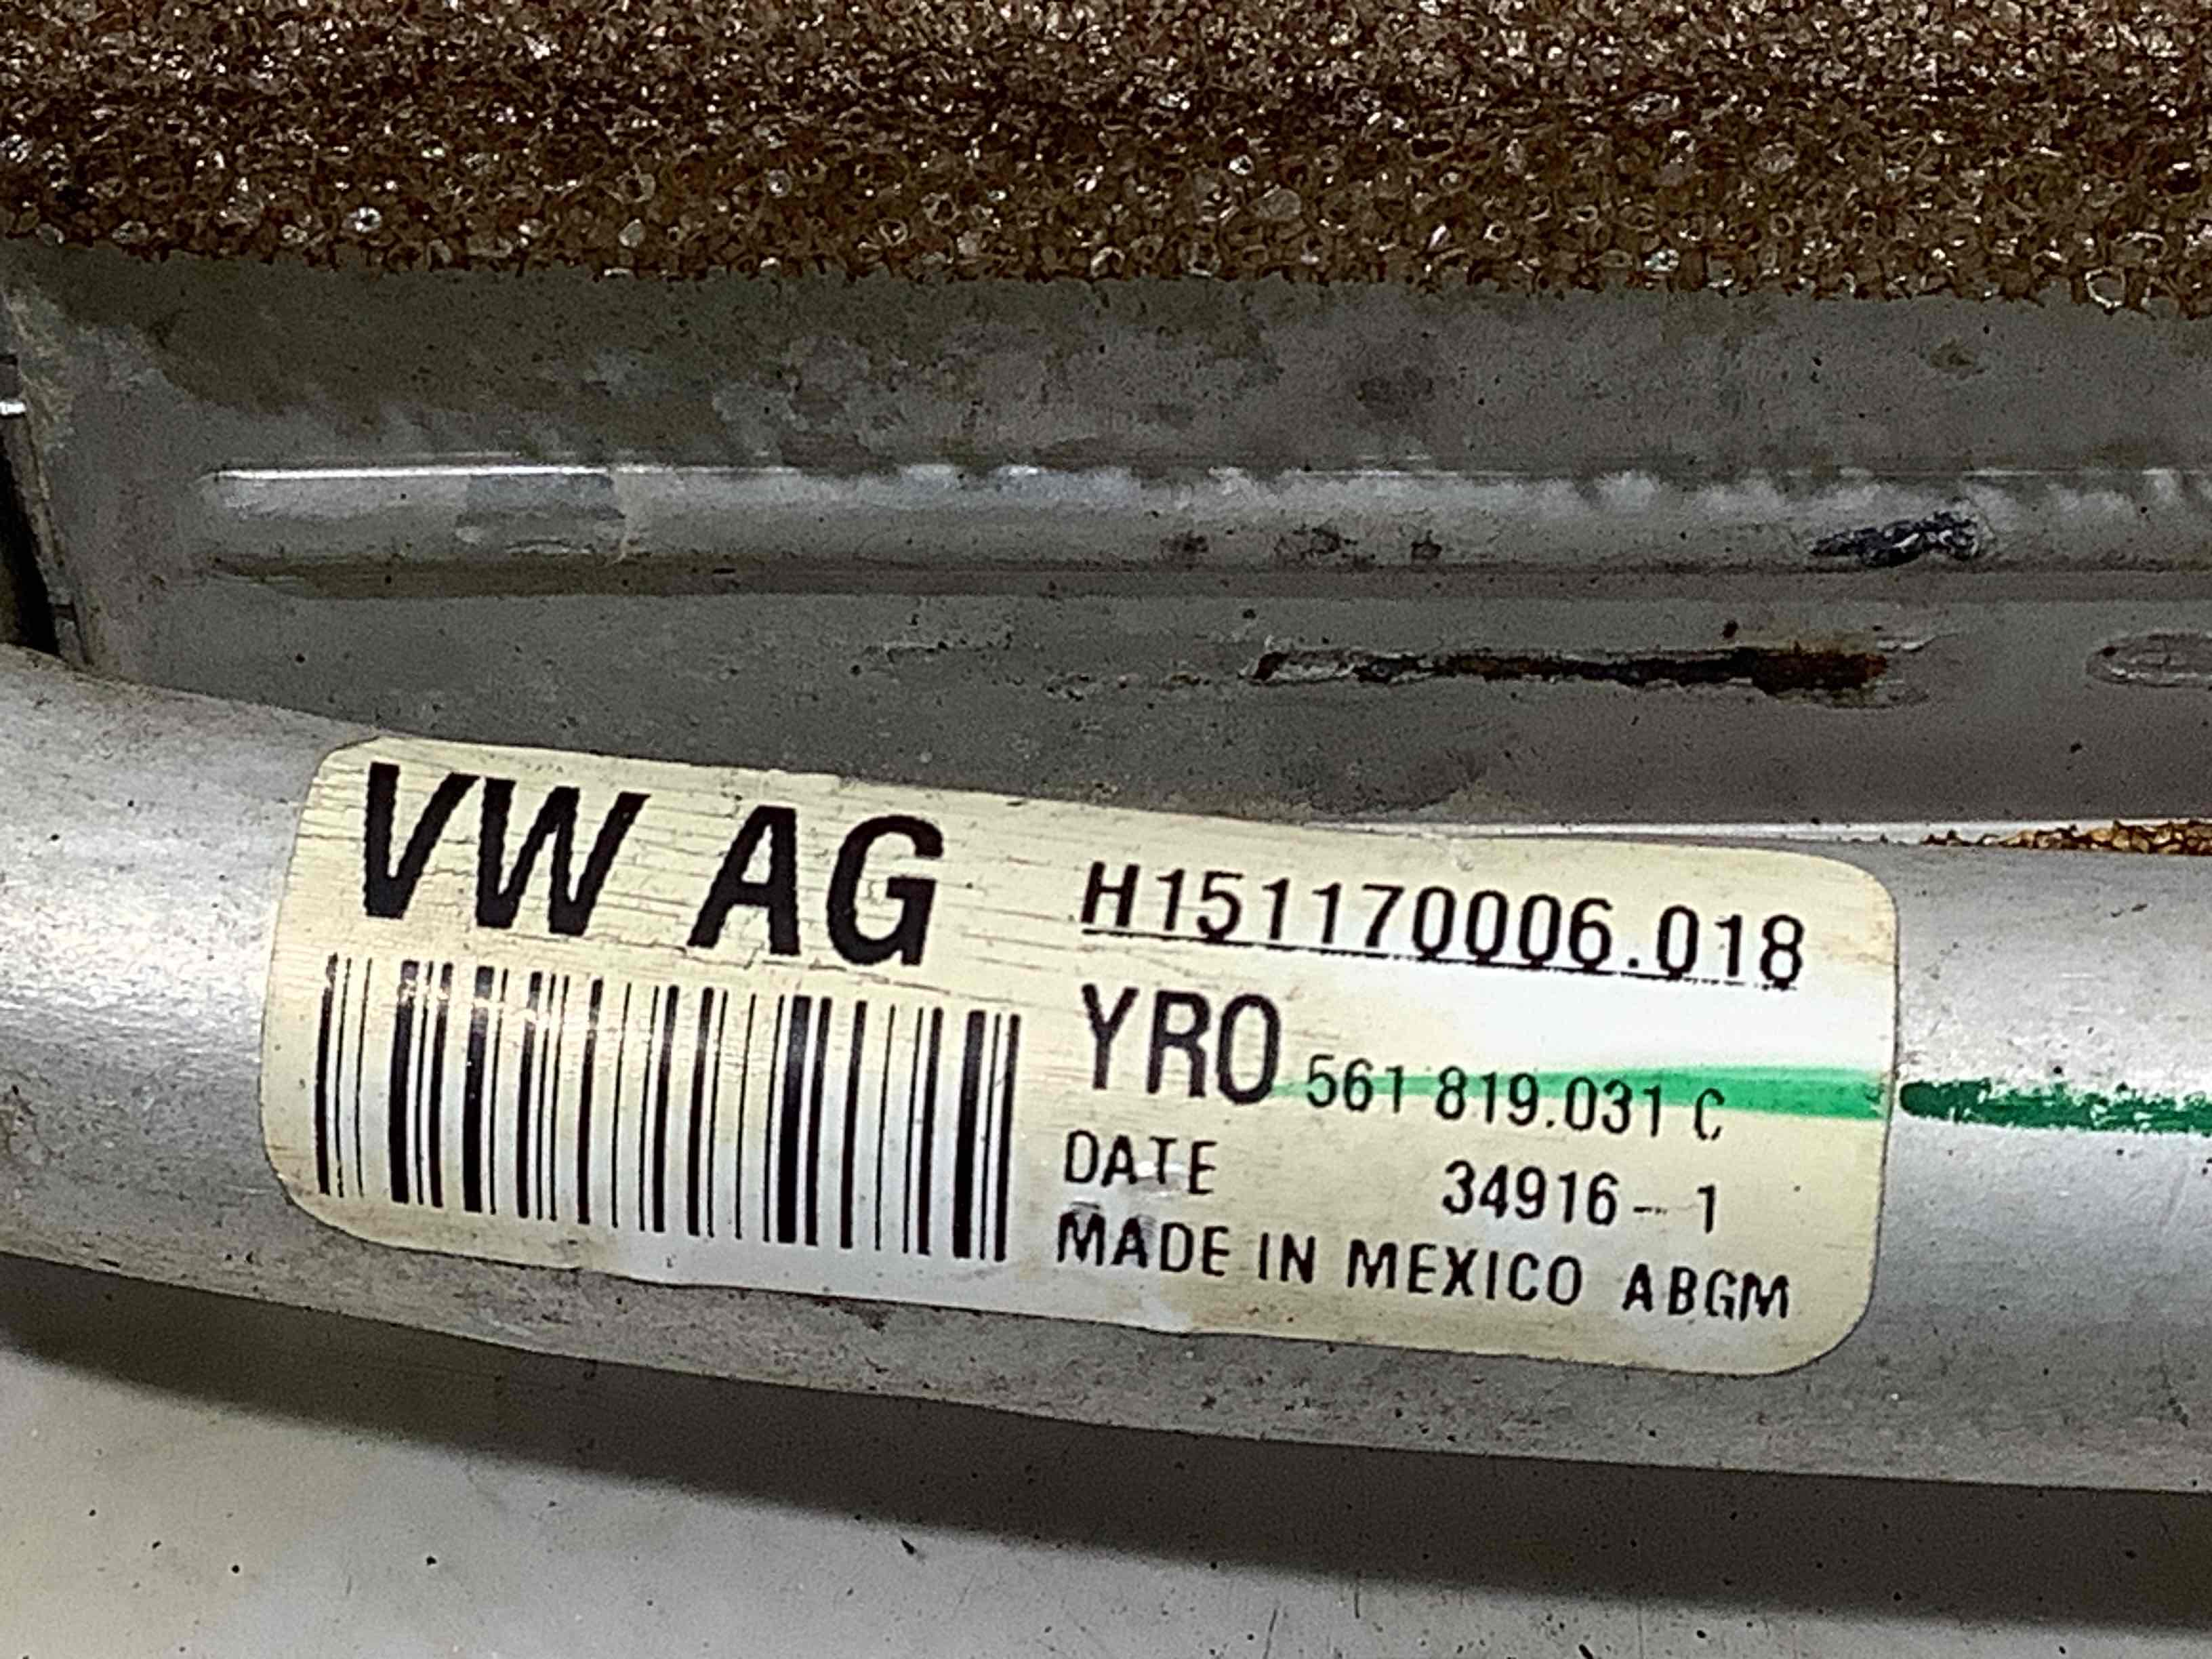 VW AG
H151170006.018
YRO 561 819.031 C
DATE 34916-1
MADE IN MEXICO ABGM